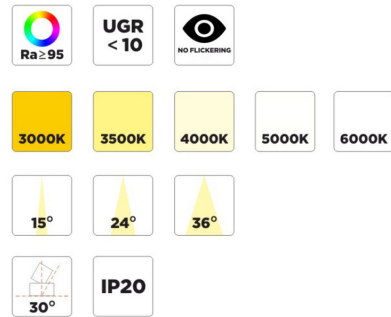 Ra≥95
UGR
<10
NO FLICKERING
3000K
3500K
4000K
5000K
6000K
15°
24°
36°
30°
IP20